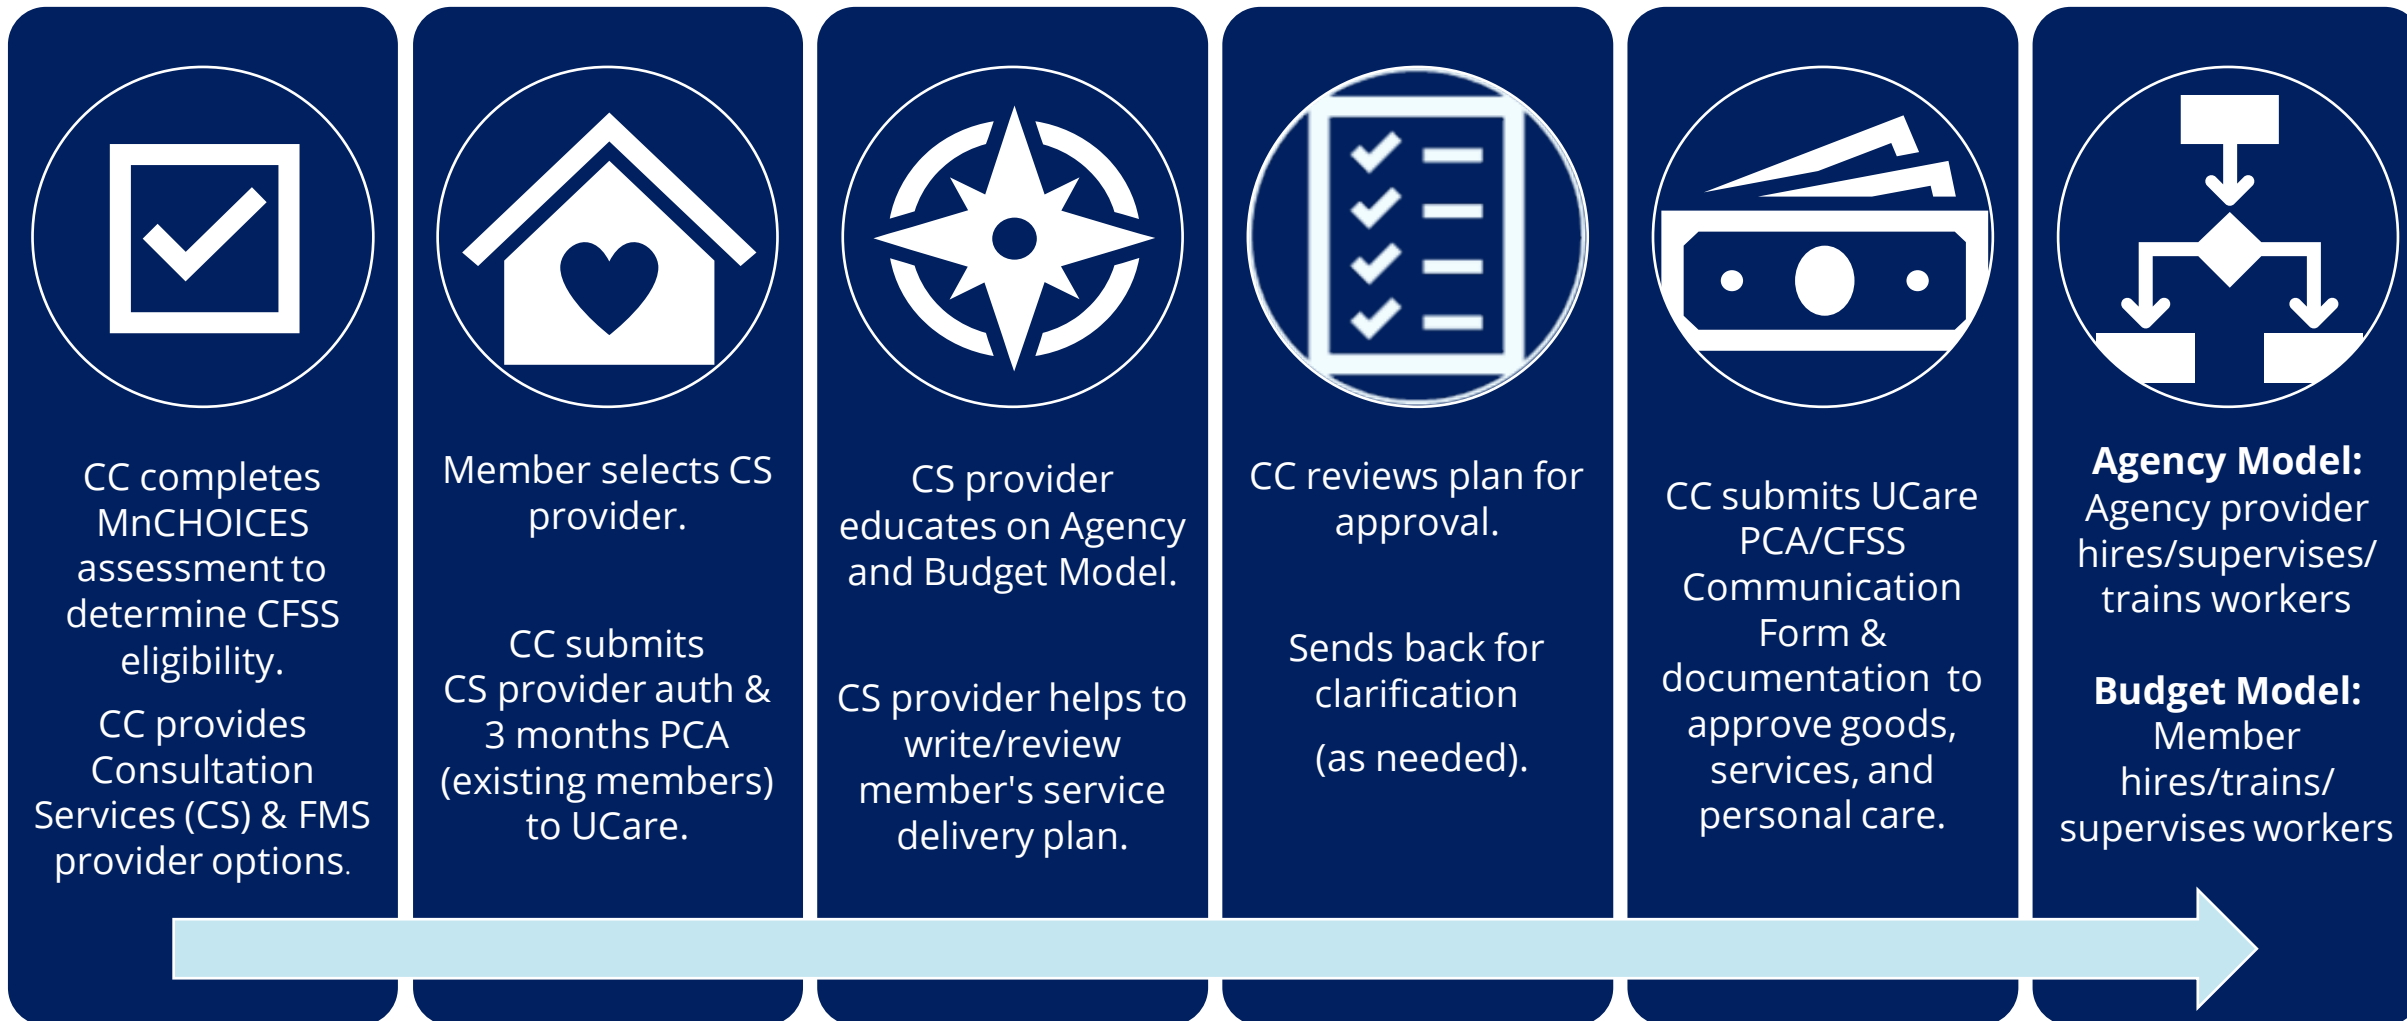 CC completes
MnCHOICES
assessment to
determine CFSS
eligibility.
CC provides
Consultation
Services (CS) & FMS
provider options.
Member selects CS
provider.
CC submits
CS provider auth &
3 months PCA
(existing members)
to UCare.
CS provider
educates on Agency
and Budget Model.
CS provider helps to
write/review
member's service
delivery plan.
CC reviews plan for
approval.
Sends back for
clarification
(as needed).
CC submits UCare
PCA/CFSS
Communication
Form &
documentation  to
approve goods,
services, and
personal care.
Agency Model:
Agency provider
hires/supervises/
trains workers
Budget Model:
Member
hires/trains/
supervises workers